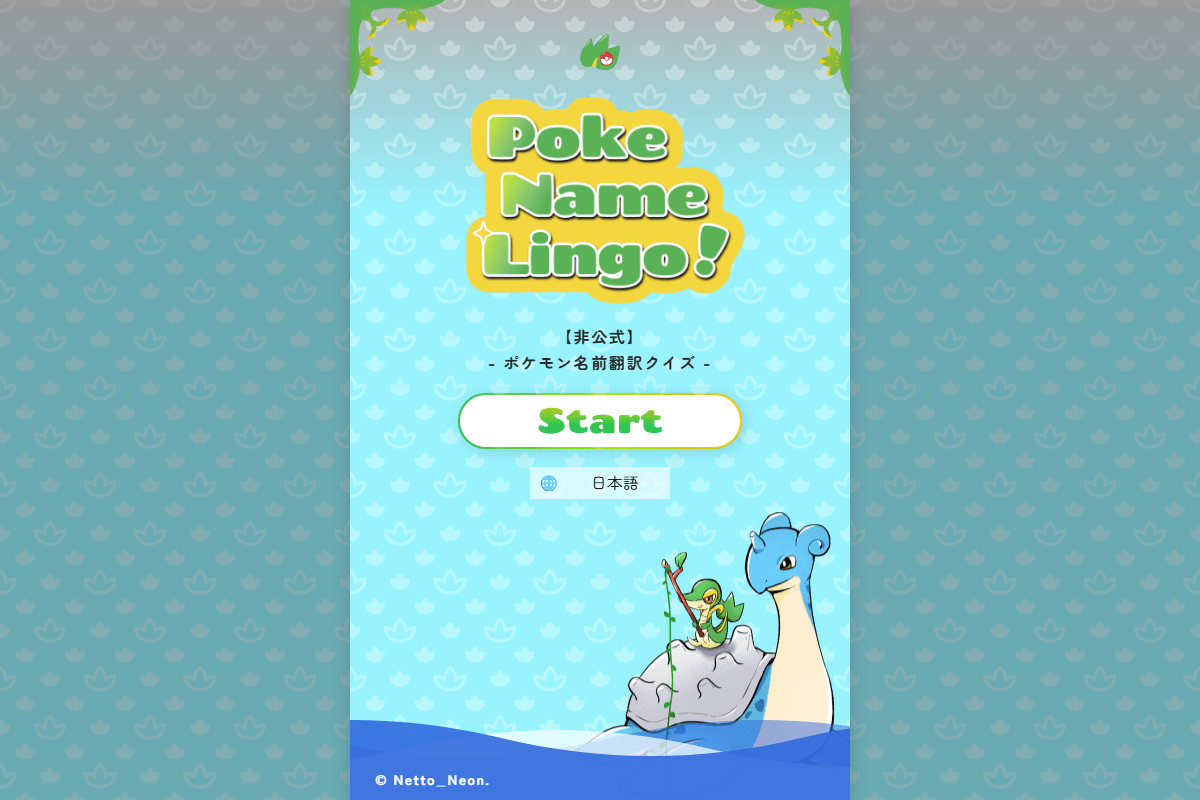 Poke
Name
Lingo!
【非公式】
- ポケモン名前翻訳クイズ -
Start
日本語
© Netto_Neon.